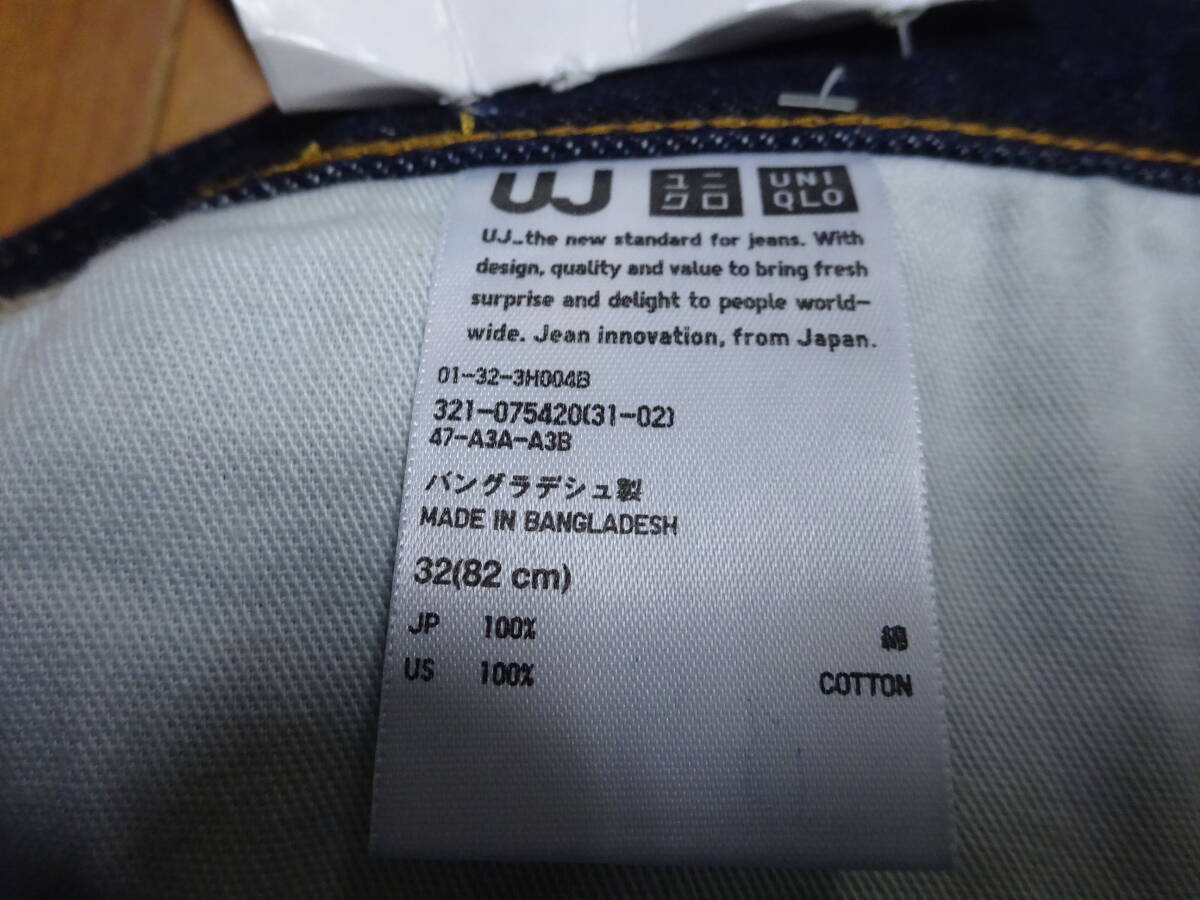 UJ ユニクロ UNIQLO
UJ_the new standard for jeans. With
design, quality and value to bring fresh
surprise and delight to people world-
wide. Jean innovation, from Japan.
01-32-3H004B
321-075420(31-02)
47-A3A-A3B
バングラデシュ製
MADE IN BANGLADESH
32(82 cm)
JP 100% 綿
US 100% COTTON